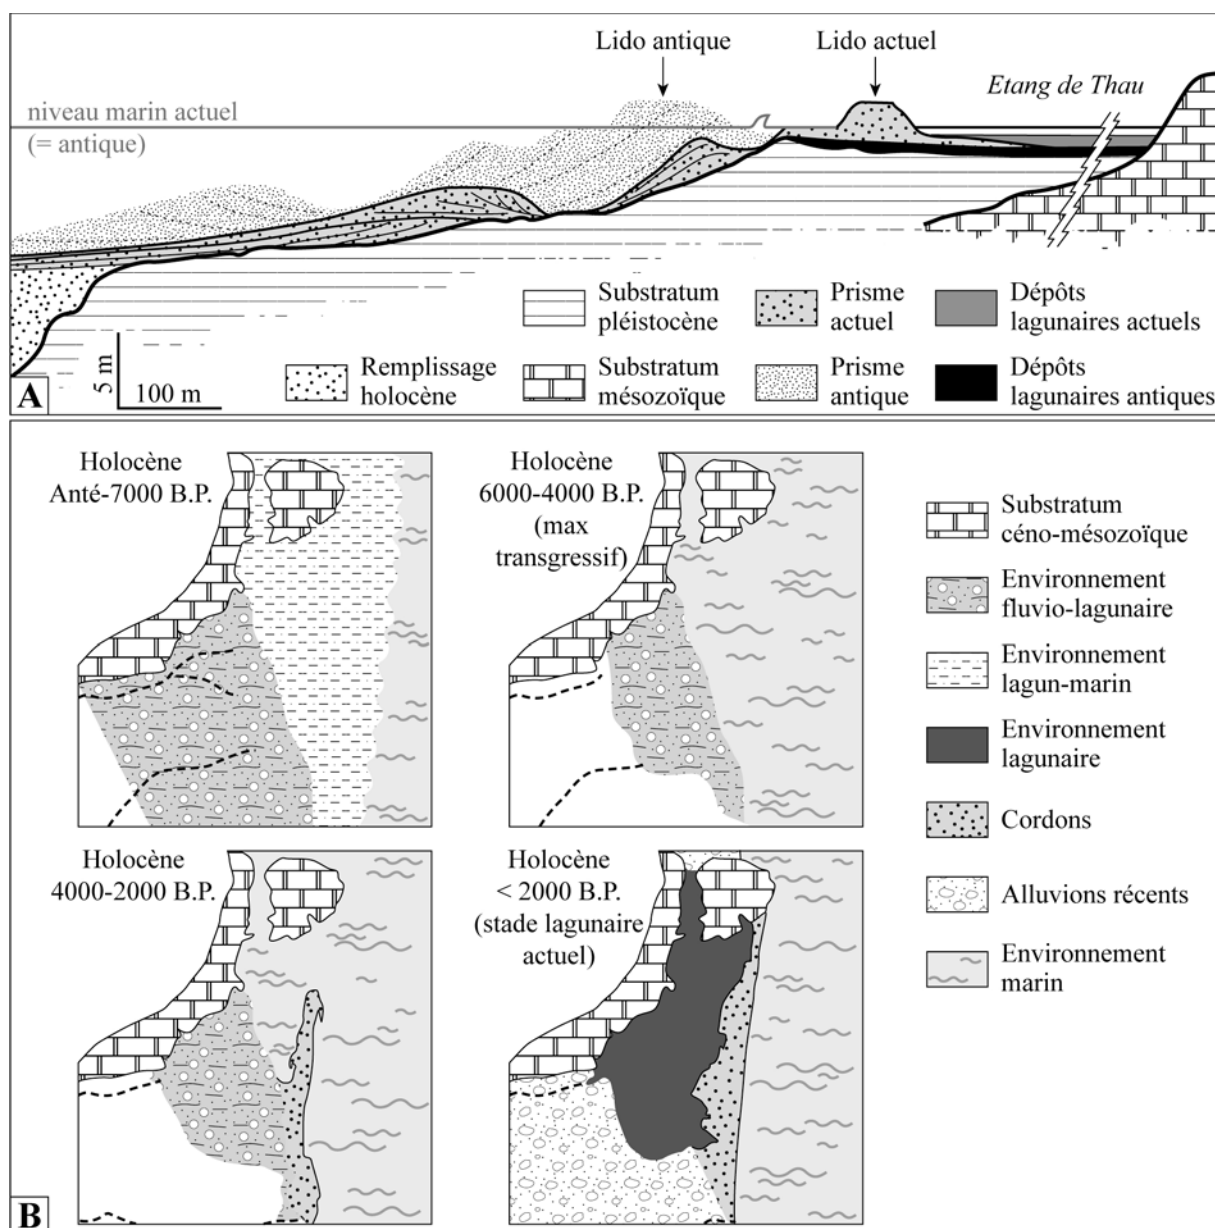 Lido antique
Lido actuel
Etang de Thau
niveau marin actuel
(= antique)
Substratum
pléistocène
Prisme
actuel
Dépôts
lagunaires actuels
5 m
100 m
Remplissage
holocène
Substratum
mésozoïque
Prisme
antique
Dépôts
lagunaires antiques
A
Holocène
Anté-7000 B.P.
Holocène
6000-4000 B.P.
(max
transgressif)
Substratum
céno-mésozoïque
Environnement
fluvio-lagunaire
Environnement
lagun-marin
Environnement
lagunaire
Cordons
Alluvions récents
Environnement
marin
Holocène
4000-2000 B.P.
Holocène
< 2000 B.P.
(stade lagunaire
actuel)
B